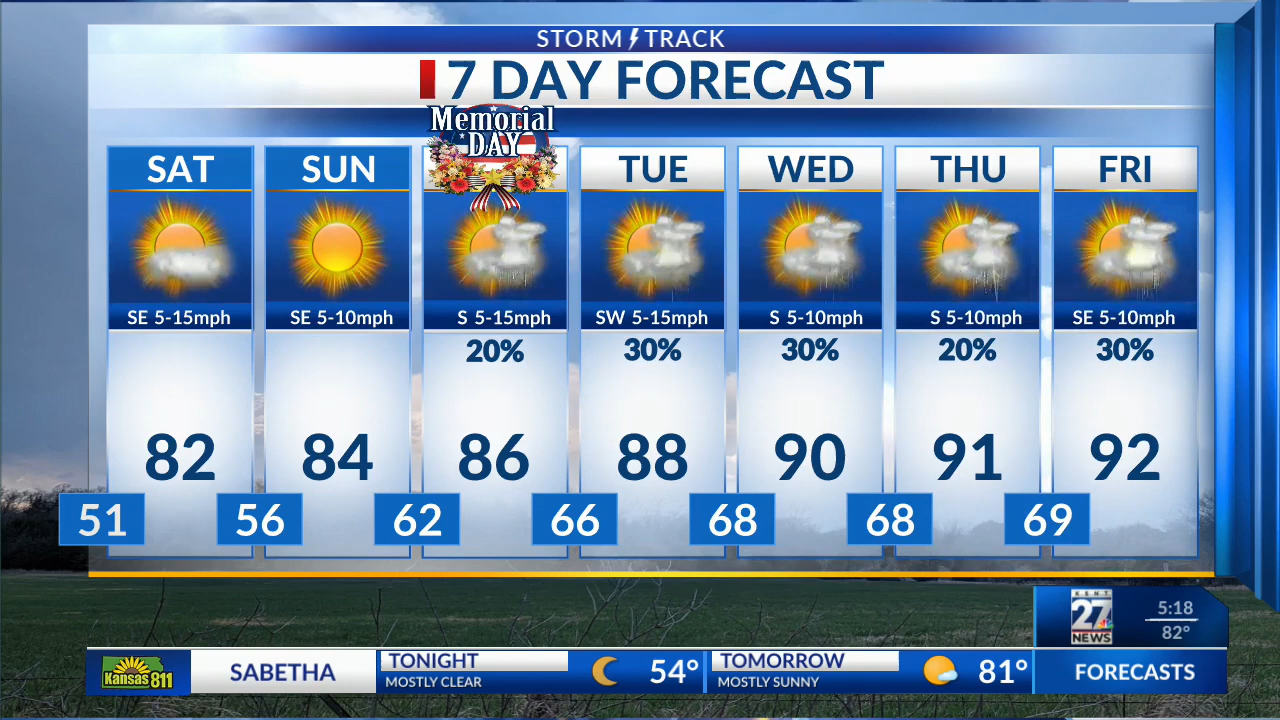 STORM TRACK
7 DAY FORECAST
Memorial
DAY
SAT SUN TUE WED THU FRI
SE 5-15mph SE 5-10mph S 5-15mph SW 5-15mph S 5-10mph S 5-10mph SE 5-10mph
20% 30% 30% 20% 30%
82 84 86 88 90 91 92
51 56 62 66 68 68 69
KSNT
27
NEWS
5:18
82°
Kansas 811
SABETHA
TONIGHT
MOSTLY CLEAR
54°
TOMORROW
MOSTLY SUNNY
81°
FORECASTS